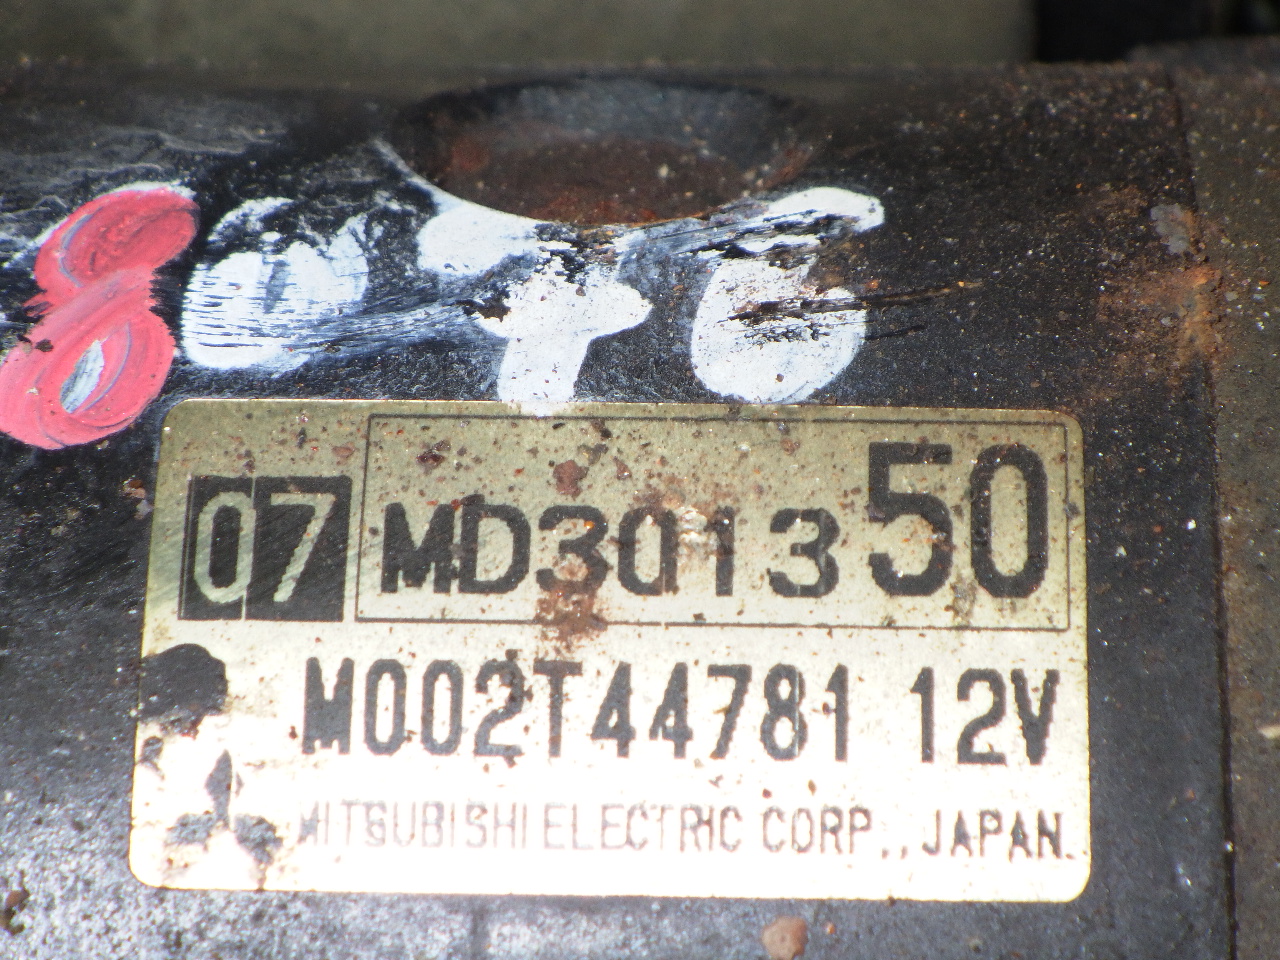 07 MD301350
M002T44781 12V
MITSUBISHI ELECTRIC CORP., JAPAN.